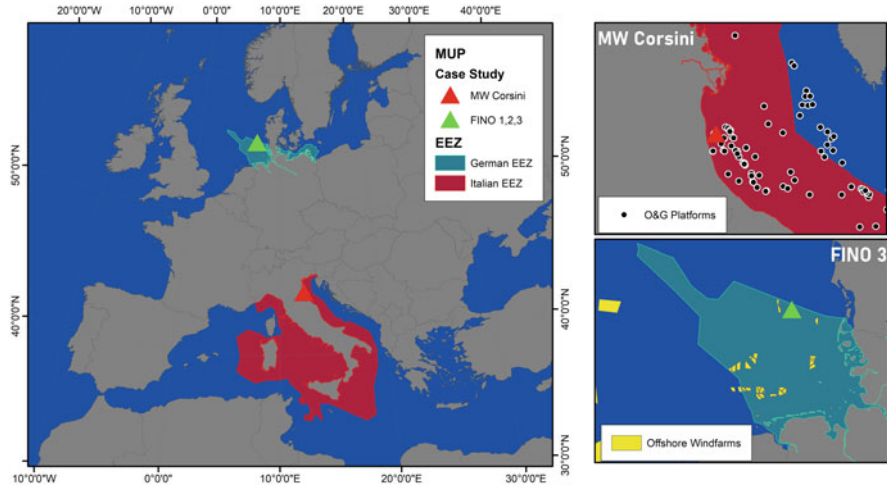 20°0'0"W 10°0'0"W 0°0'0" 10°0'0"E 20°0'0"E 30°0'0"E 40°0'0"E
MUP
Case Study
MW Corsini
FINO 1,2,3
EEZ
German EEZ
Italian EEZ
50°0'0"N
50°0'0"N
40°0'0"N
40°0'0"N
30°0'0"N
10°0'0"W 0°0'0" 10°0'0"E 20°0'0"E 30°0'0"E
MW Corsini
O&G Platforms
FINO 3
Offshore Windfarms